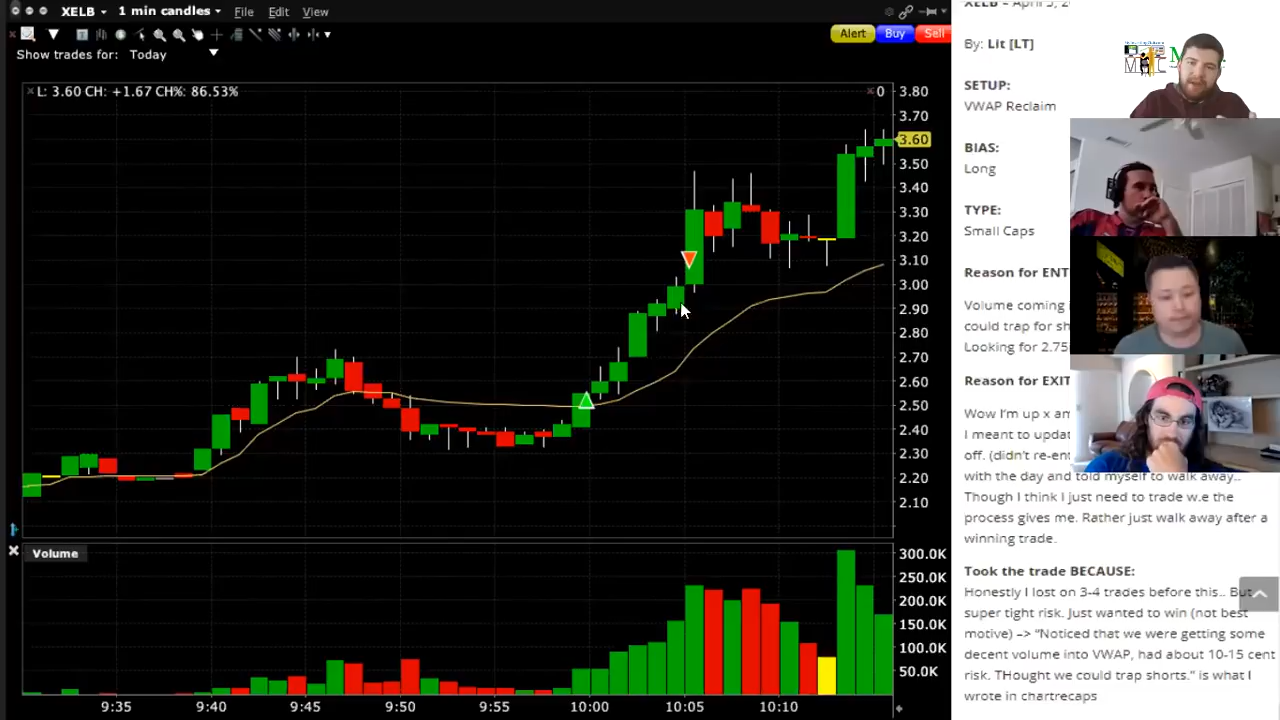 XELB 1 min candles File Edit View
Alert Buy Sell
Show trades for: Today
L: 3.60 CH: +1.67 CH%: 86.53% 0
3.80
3.70
3.60
3.50
3.40
3.30
3.20
3.10
3.00
2.90
2.80
2.70
2.60
2.50
2.40
2.30
2.20
2.10
Volume
300.0K
250.0K
200.0K
150.0K
100.0K
50.0K
9:35 9:40 9:45 9:50 9:55 10:00 10:05 10:10
XELB – April 5, 2
By: Lit [LT]
SETUP:
VWAP Reclaim
BIAS:
Long
TYPE:
Small Caps
Reason for ENT
Volume coming
could trap for sh
Looking for 2.75
Reason for EXIT
Wow I'm up x am
I meant to updat
off. (didn't re-ent
with the day and told myself to walk away..
Though I think I just need to trade w.e the
process gives me. Rather just walk away after a
winning trade.
Took the trade BECAUSE:
Honestly I lost on 3-4 trades before this.. But
super tight risk. Just wanted to win (not best
motive) –> "Noticed that we were getting some
decent volume into VWAP, had about 10-15 cent
risk. THought we could trap shorts." is what I
wrote in chartrecaps